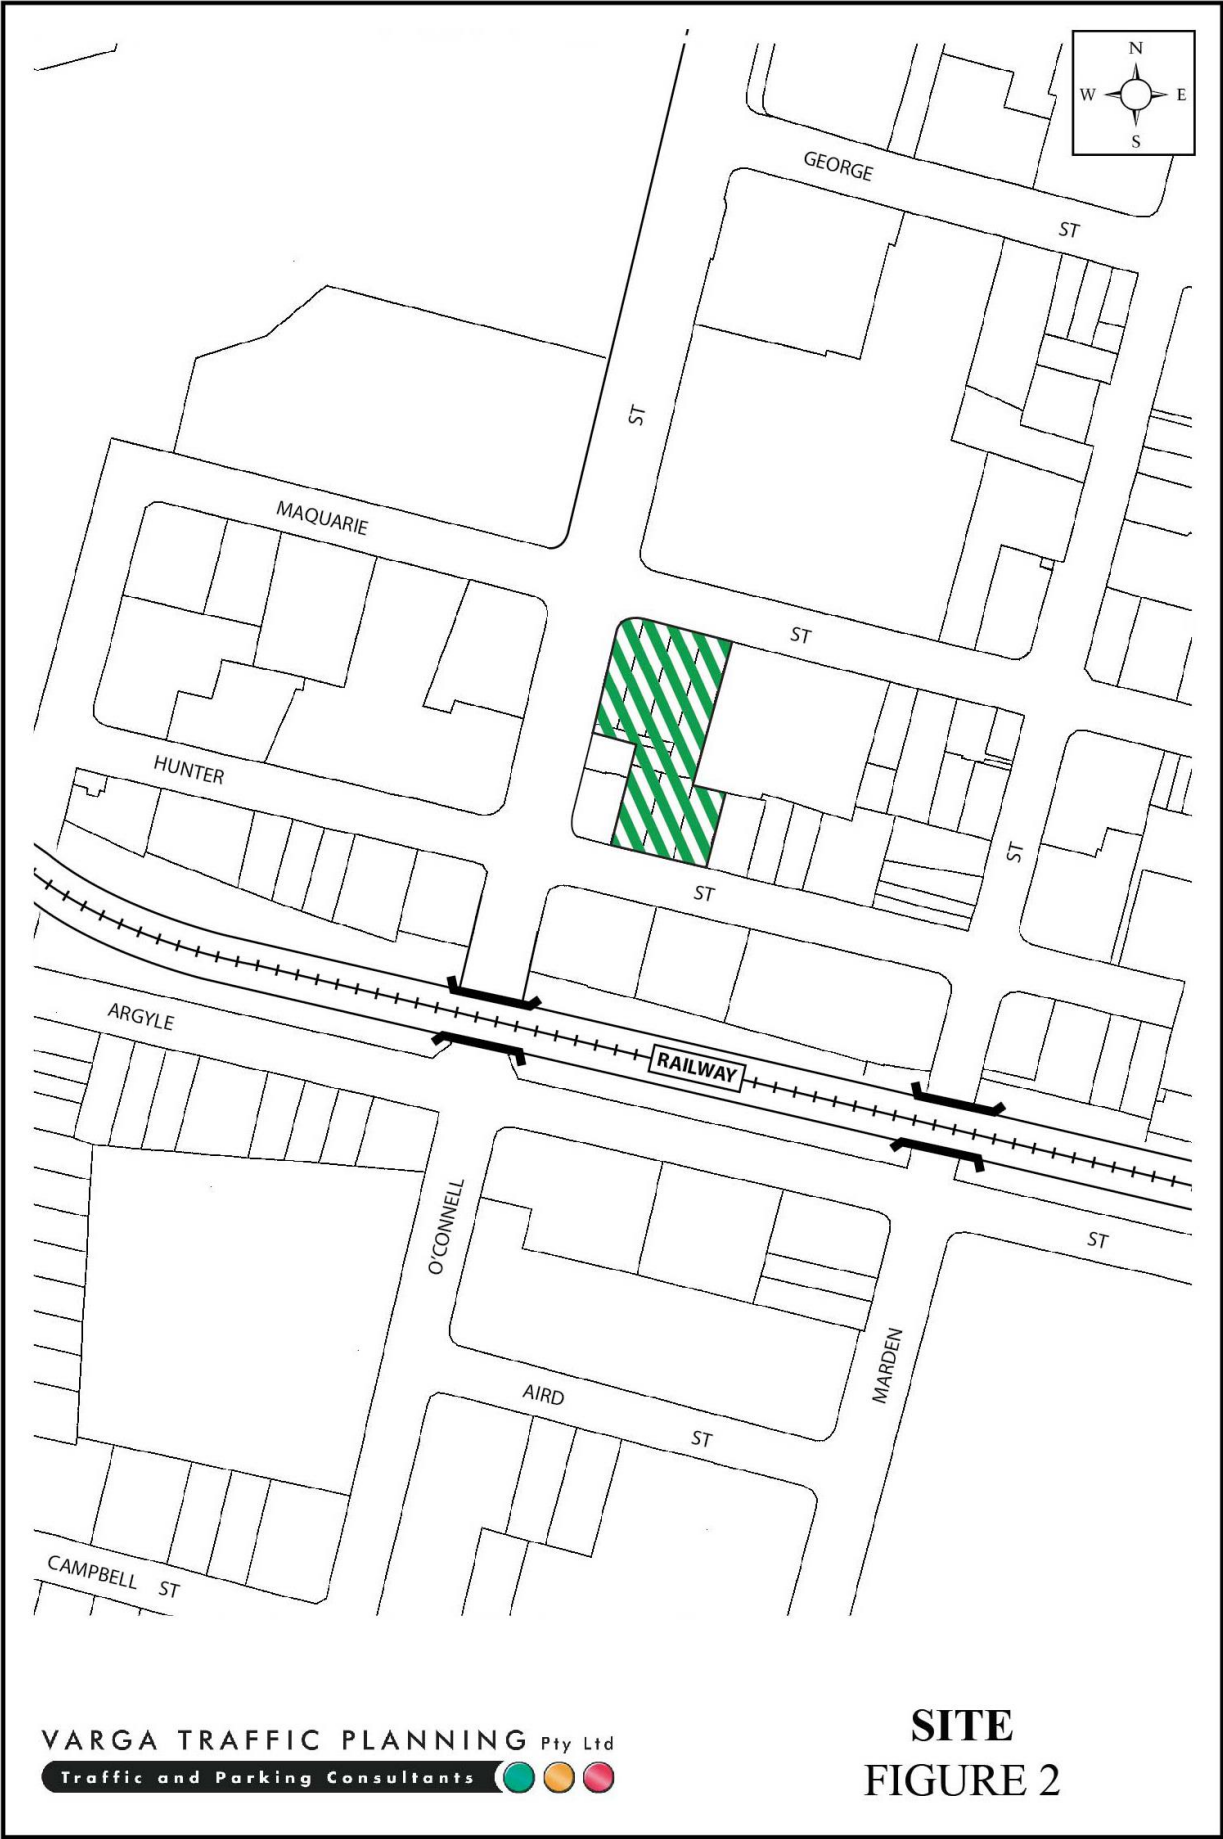 N
W E
S
GEORGE
ST
ST
MAQUARIE
ST
HUNTER
ST
ST
ARGYLE
RAILWAY
O'CONNELL
ST
MARDEN
AIRD
ST
CAMPBELL ST
VARGA TRAFFIC PLANNING Pty Ltd
Traffic and Parking Consultants
SITE
FIGURE 2